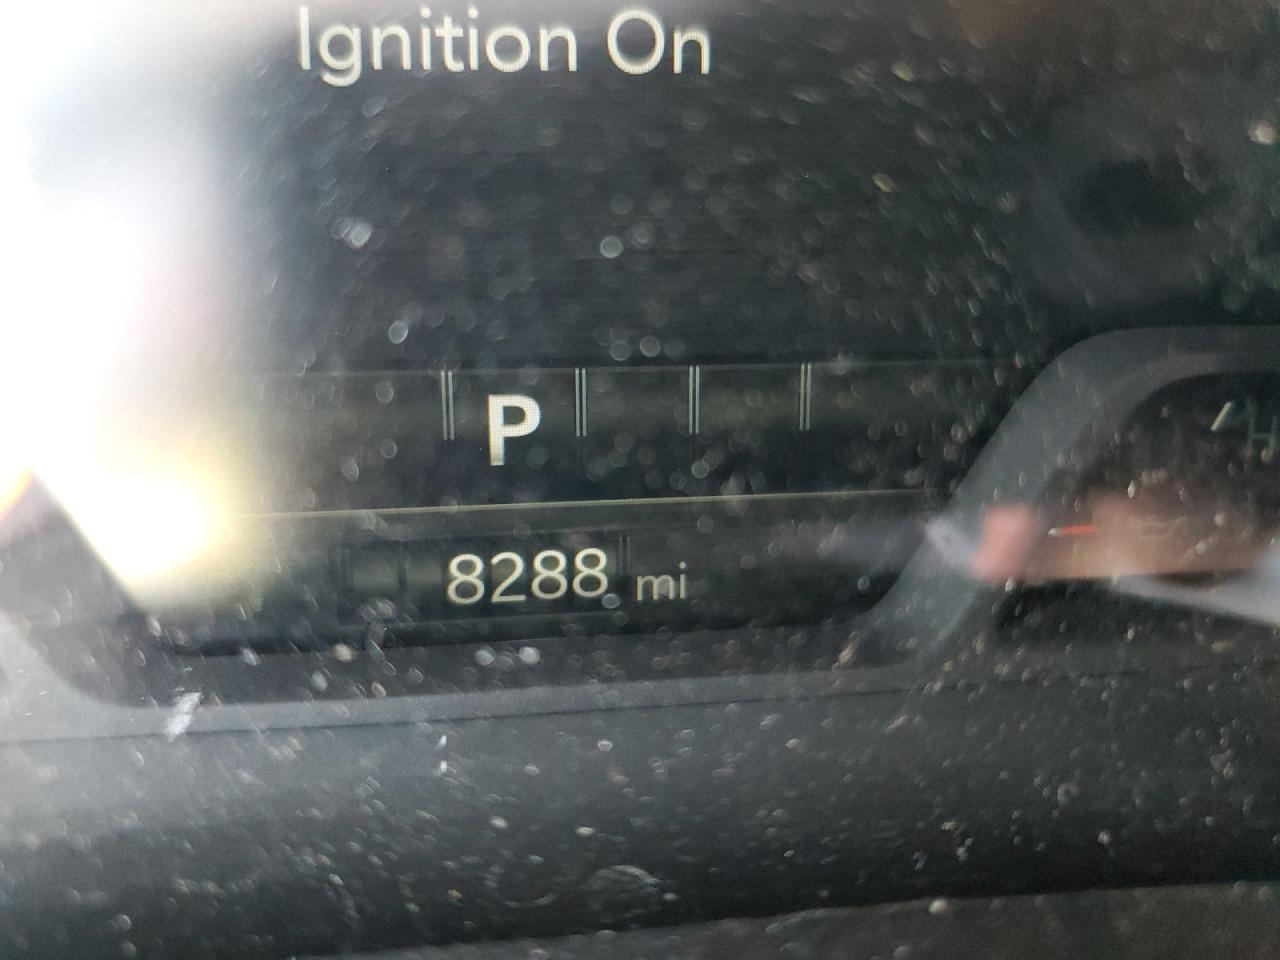 Ignition On
P
8288 mi
H